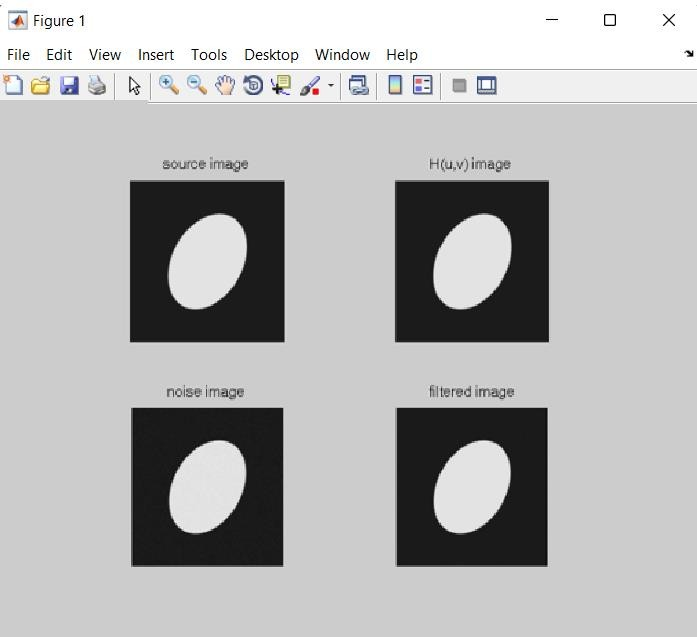 Figure 1
File Edit View Insert Tools Desktop Window Help
source image
H(u,v) image
noise image
filtered image